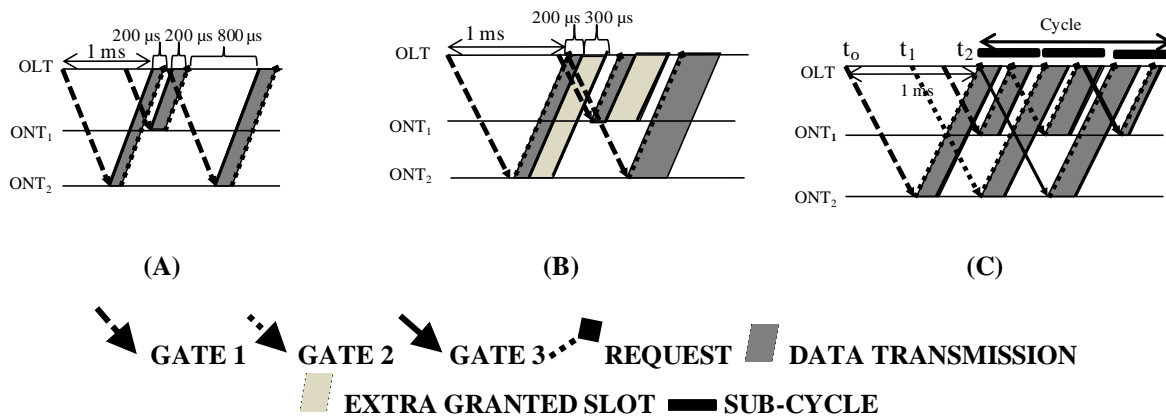 200 µs 200 µs 800 µs
1 ms
OLT
ONT1
ONT2
(A)
200 µs 300 µs
1 ms
OLT
ONT1
ONT2
(B)
Cycle
to t1 t2
OLT
1 ms
ONT1
ONT2
(C)
GATE 1 GATE 2 GATE 3 REQUEST DATA TRANSMISSION
EXTRA GRANTED SLOT SUB-CYCLE